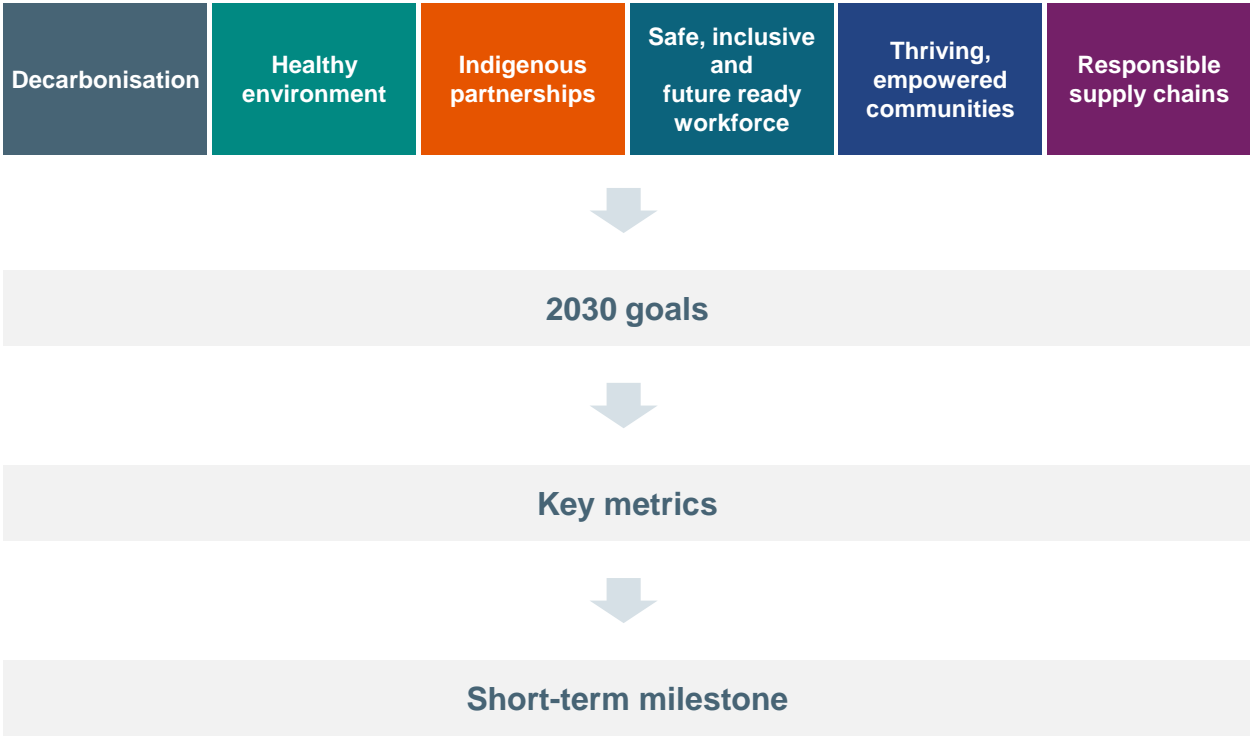 Decarbonisation
Healthy
environment
Indigenous
partnerships
Safe, inclusive
and
future ready
workforce
Thriving,
empowered
communities
Responsible
supply chains
2030 goals
Key metrics
Short-term milestone